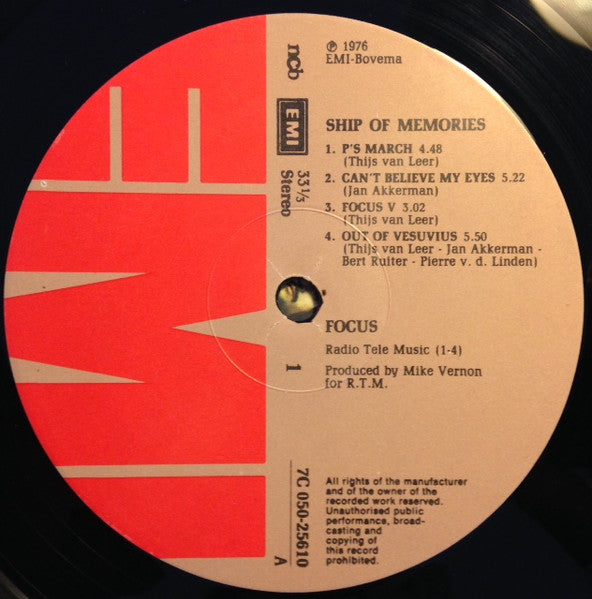 ℗ 1976
EMI-Bovema
ncb
EMI
33⅓
Stereo
SHIP OF MEMORIES
1. P'S MARCH 4.48
(Thijs van Leer)
2. CAN'T BELIEVE MY EYES 5.22
(Jan Akkerman)
3. FOCUS V 3.02
(Thijs van Leer)
4. OUT OF VESUVIUS 5.50
(Thijs van Leer - Jan Akkerman -
Bert Ruiter - Pierre v. d. Linden)
FOCUS
Radio Tele Music (1-4)
Produced by Mike Vernon
for R.T.M.
1
7C 050-25610
A
All rights of the manufacturer
and of the owner of the
recorded work reserved.
Unauthorised public
performance, broad-
casting and
copying of
this record
prohibited.
EMI